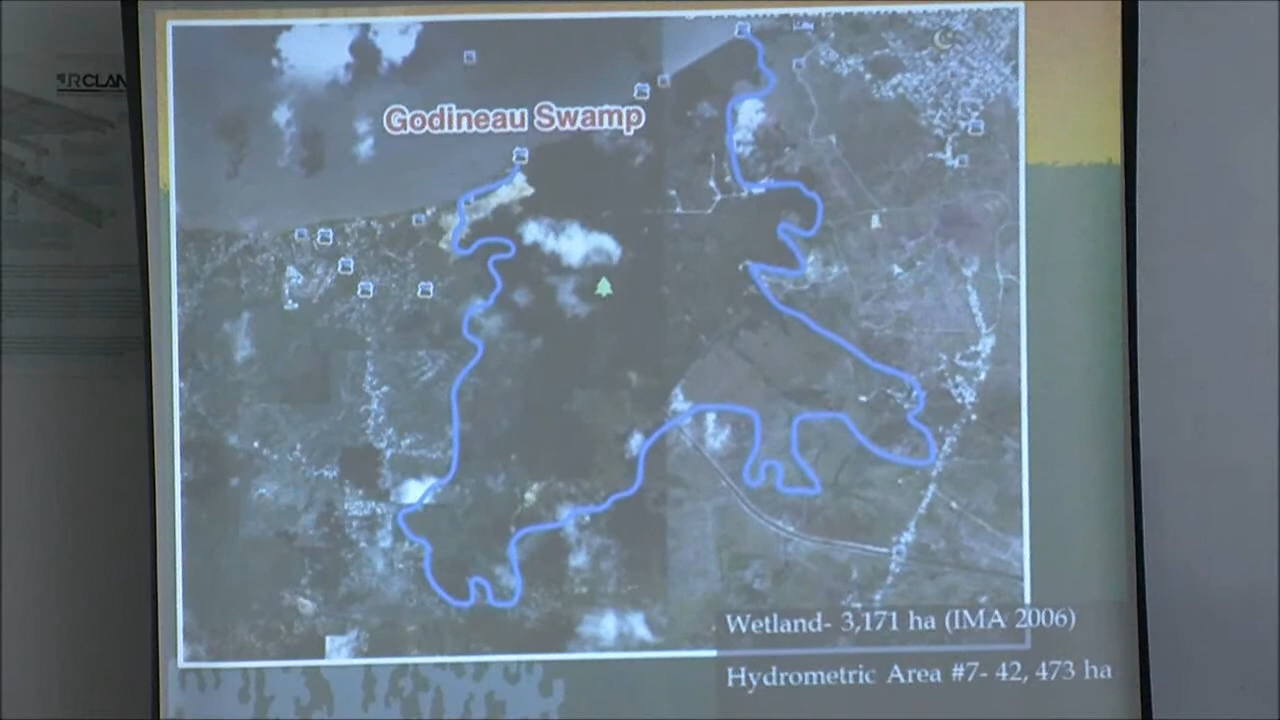 Godineau Swamp
Wetland- 3,171 ha (IMA 2006)
Hydrometric Area #7- 42, 473 ha